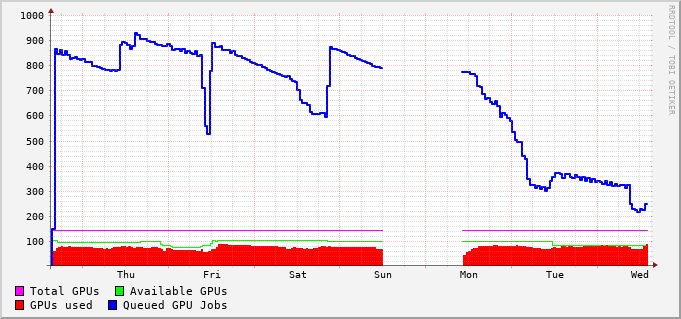 1000
900
800
700
600
500
400
300
200
100
Thu Fri Sat Sun Mon Tue Wed
Total GPUs Available GPUs
GPUs used Queued GPU Jobs
RRDTOOL / TOBI OETIKER